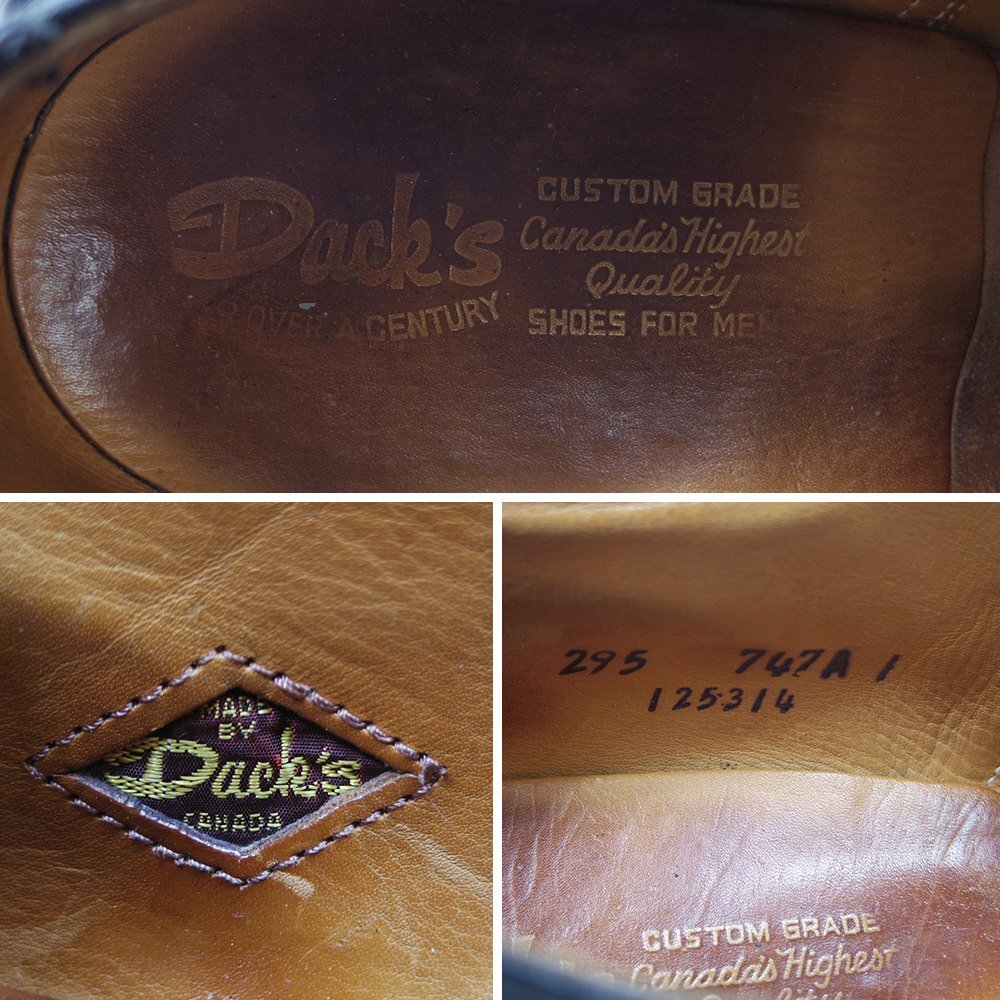 Dack's
OVER A CENTURY
CUSTOM GRADE
Canada's Highest
Quality
SHOES FOR MEN
MADE
BY
Dack's
CANADA
295 747A 1
125314
CUSTOM GRADE
Canada's Highest